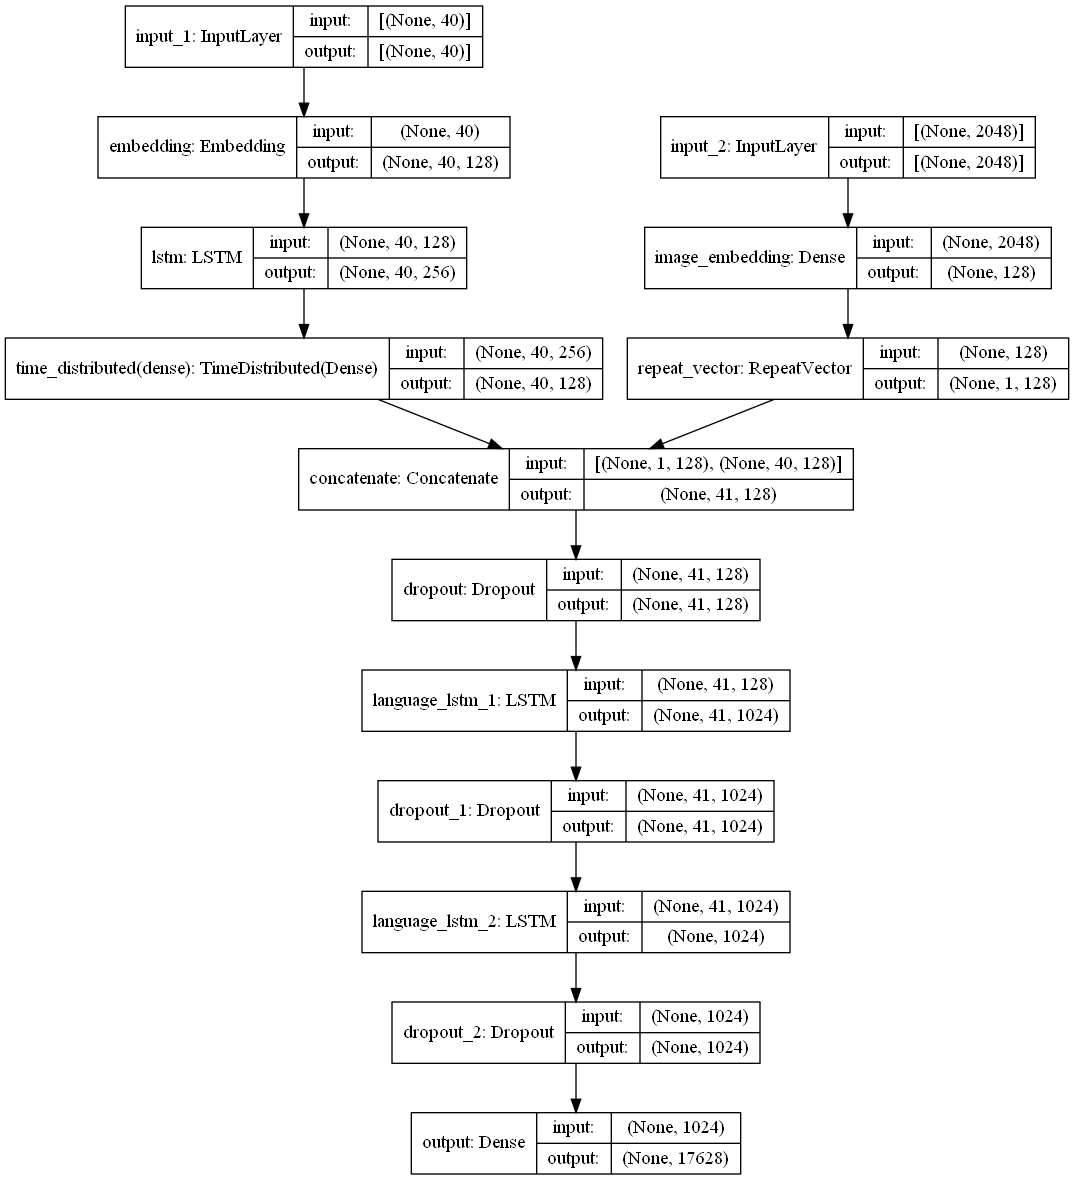 input_1: InputLayer
input: [(None, 40)]
output: [(None, 40)]
embedding: Embedding
input: (None, 40)
output: (None, 40, 128)
input_2: InputLayer
input: [(None, 2048)]
output: [(None, 2048)]
lstm: LSTM
input: (None, 40, 128)
output: (None, 40, 256)
image_embedding: Dense
input: (None, 2048)
output: (None, 128)
time_distributed(dense): TimeDistributed(Dense)
input: (None, 40, 256)
output: (None, 40, 128)
repeat_vector: RepeatVector
input: (None, 128)
output: (None, 1, 128)
concatenate: Concatenate
input: [(None, 1, 128), (None, 40, 128)]
output: (None, 41, 128)
dropout: Dropout
input: (None, 41, 128)
output: (None, 41, 128)
language_lstm_1: LSTM
input: (None, 41, 128)
output: (None, 41, 1024)
dropout_1: Dropout
input: (None, 41, 1024)
output: (None, 41, 1024)
language_lstm_2: LSTM
input: (None, 41, 1024)
output: (None, 1024)
dropout_2: Dropout
input: (None, 1024)
output: (None, 1024)
output: Dense
input: (None, 1024)
output: (None, 17628)